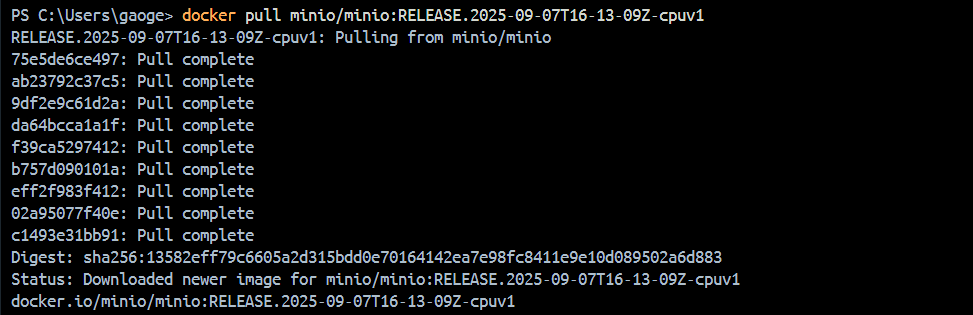 PS C:\Users\gaoge> docker pull minio/minio:RELEASE.2025-09-07T16-13-09Z-cpuv1
RELEASE.2025-09-07T16-13-09Z-cpuv1: Pulling from minio/minio
75e5de6ce497: Pull complete
ab23792c37c5: Pull complete
9df2e9c61d2a: Pull complete
da64bcca1a1f: Pull complete
f39ca5297412: Pull complete
b757d090101a: Pull complete
eff2f983f412: Pull complete
02a95077f40e: Pull complete
c1493e31bb91: Pull complete
Digest: sha256:13582eff79c6605a2d315bdd0e70164142ea7e98fc8411e9e10d089502a6d883
Status: Downloaded newer image for minio/minio:RELEASE.2025-09-07T16-13-09Z-cpuv1
docker.io/minio/minio:RELEASE.2025-09-07T16-13-09Z-cpuv1